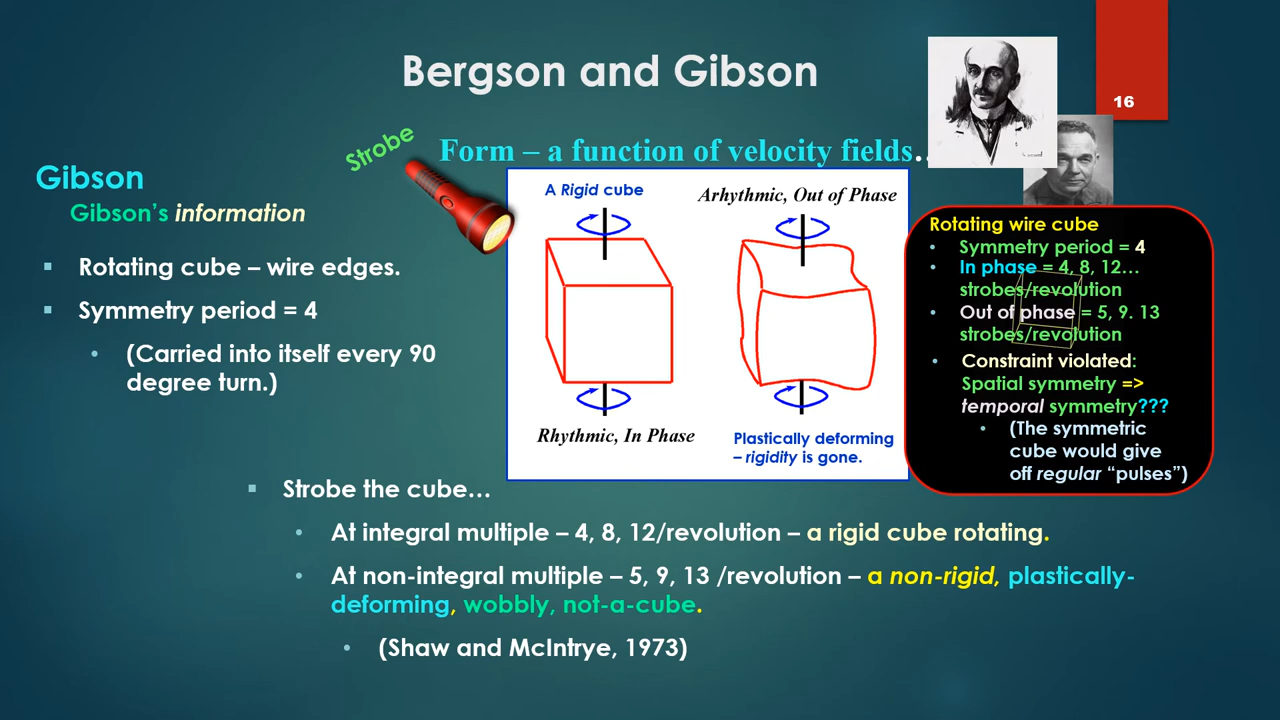 Bergson and Gibson
16
Strobe
Form – a function of velocity fields…
Gibson
Gibson's information
▪ Rotating cube – wire edges.
▪ Symmetry period = 4
• (Carried into itself every 90
degree turn.)
A Rigid cube
Arhythmic, Out of Phase
Rhythmic, In Phase
Plastically deforming
– rigidity is gone.
Rotating wire cube
• Symmetry period = 4
• In phase = 4, 8, 12…
strobes/revolution
• Out of phase = 5, 9. 13
strobes/revolution
• Constraint violated:
Spatial symmetry =>
temporal symmetry???
• (The symmetric
cube would give
off regular “pulses”)
▪ Strobe the cube…
• At integral multiple – 4, 8, 12/revolution – a rigid cube rotating.
• At non-integral multiple – 5, 9, 13 /revolution – a non-rigid, plastically-
deforming, wobbly, not-a-cube.
• (Shaw and McIntrye, 1973)